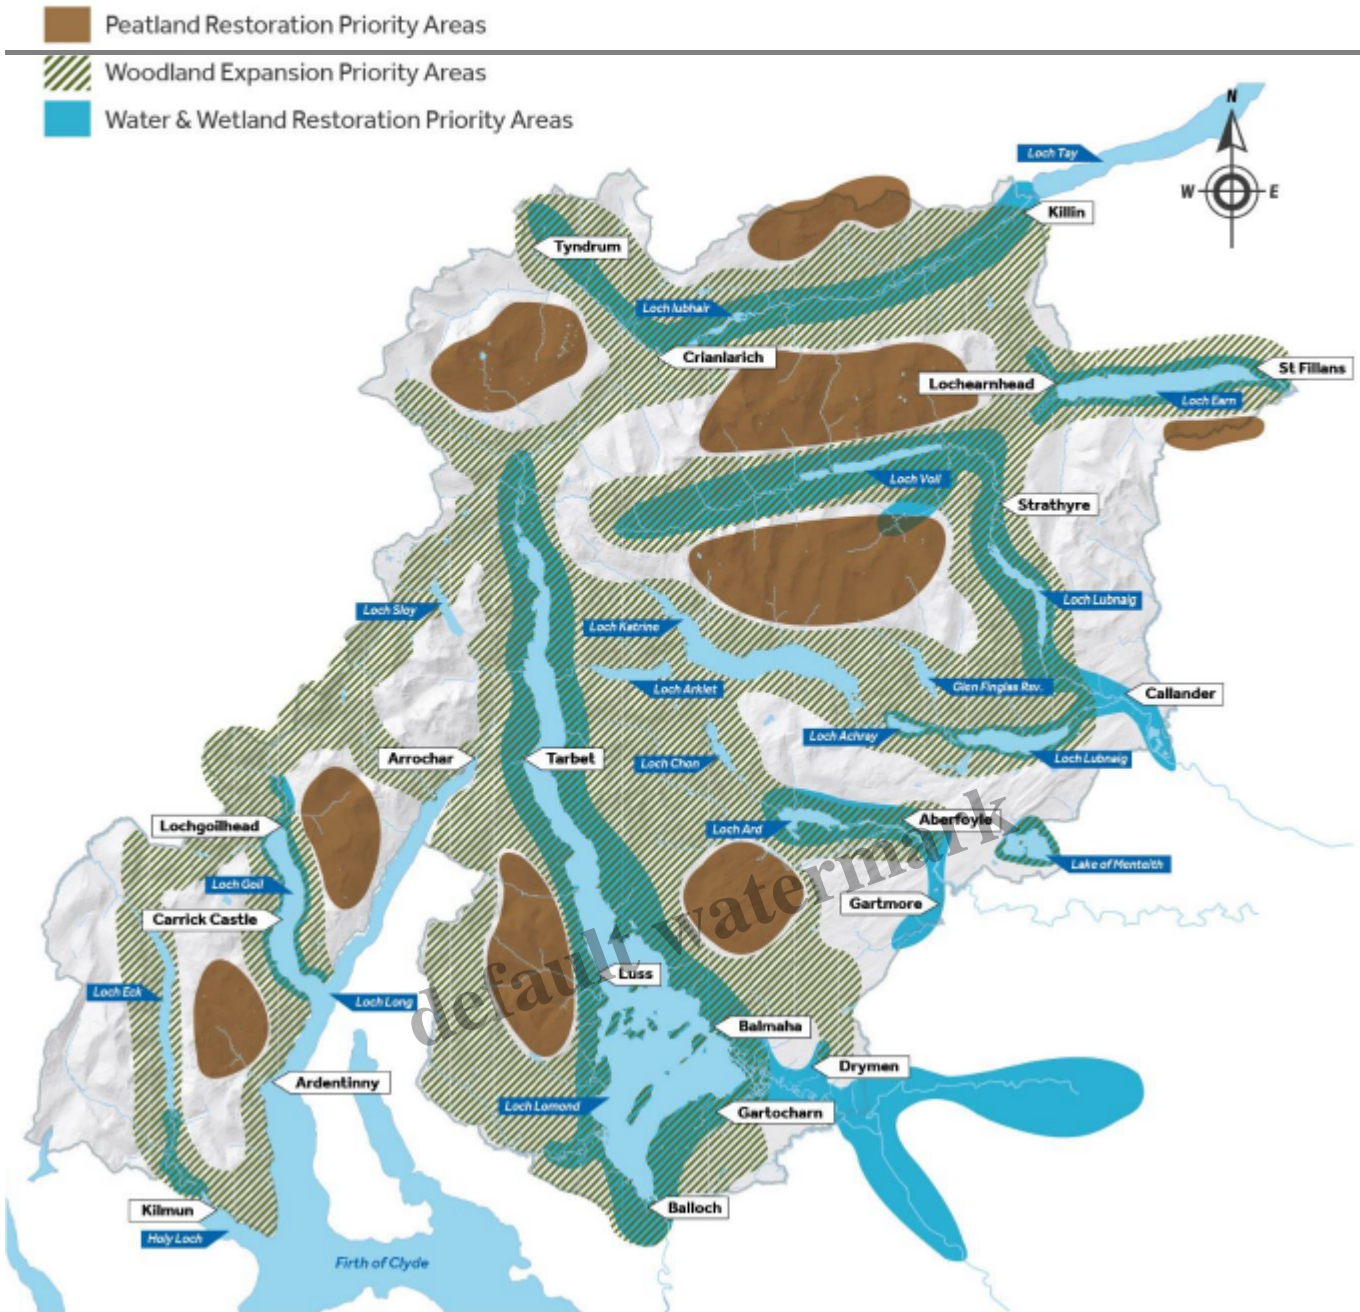 Peatland Restoration Priority Areas
Woodland Expansion Priority Areas
Water & Wetland Restoration Priority Areas
N
W
E
Loch Tay
Killin
Tyndrum
Loch Iubhair
Crianlarich
Lochearnhead
St Fillans
Loch Earn
Loch Voil
Strathyre
Loch Lubnaig
Loch Sloy
Loch Katrine
Loch Arklet
Glen Finglas Rsv.
Callander
Loch Achray
Loch Lubnaig
Arrochar
Tarbet
Loch Chon
Lochgoilhead
Loch Ard
Aberfoyle
Lake of Menteith
Loch Goil
Carrick Castle
Gartmore
Luss
Loch Eck
Loch Long
Balmaha
Drymen
Ardentinny
Loch Lomond
Gartocharn
Kilmun
Balloch
Holy Loch
Firth of Clyde
default watermark